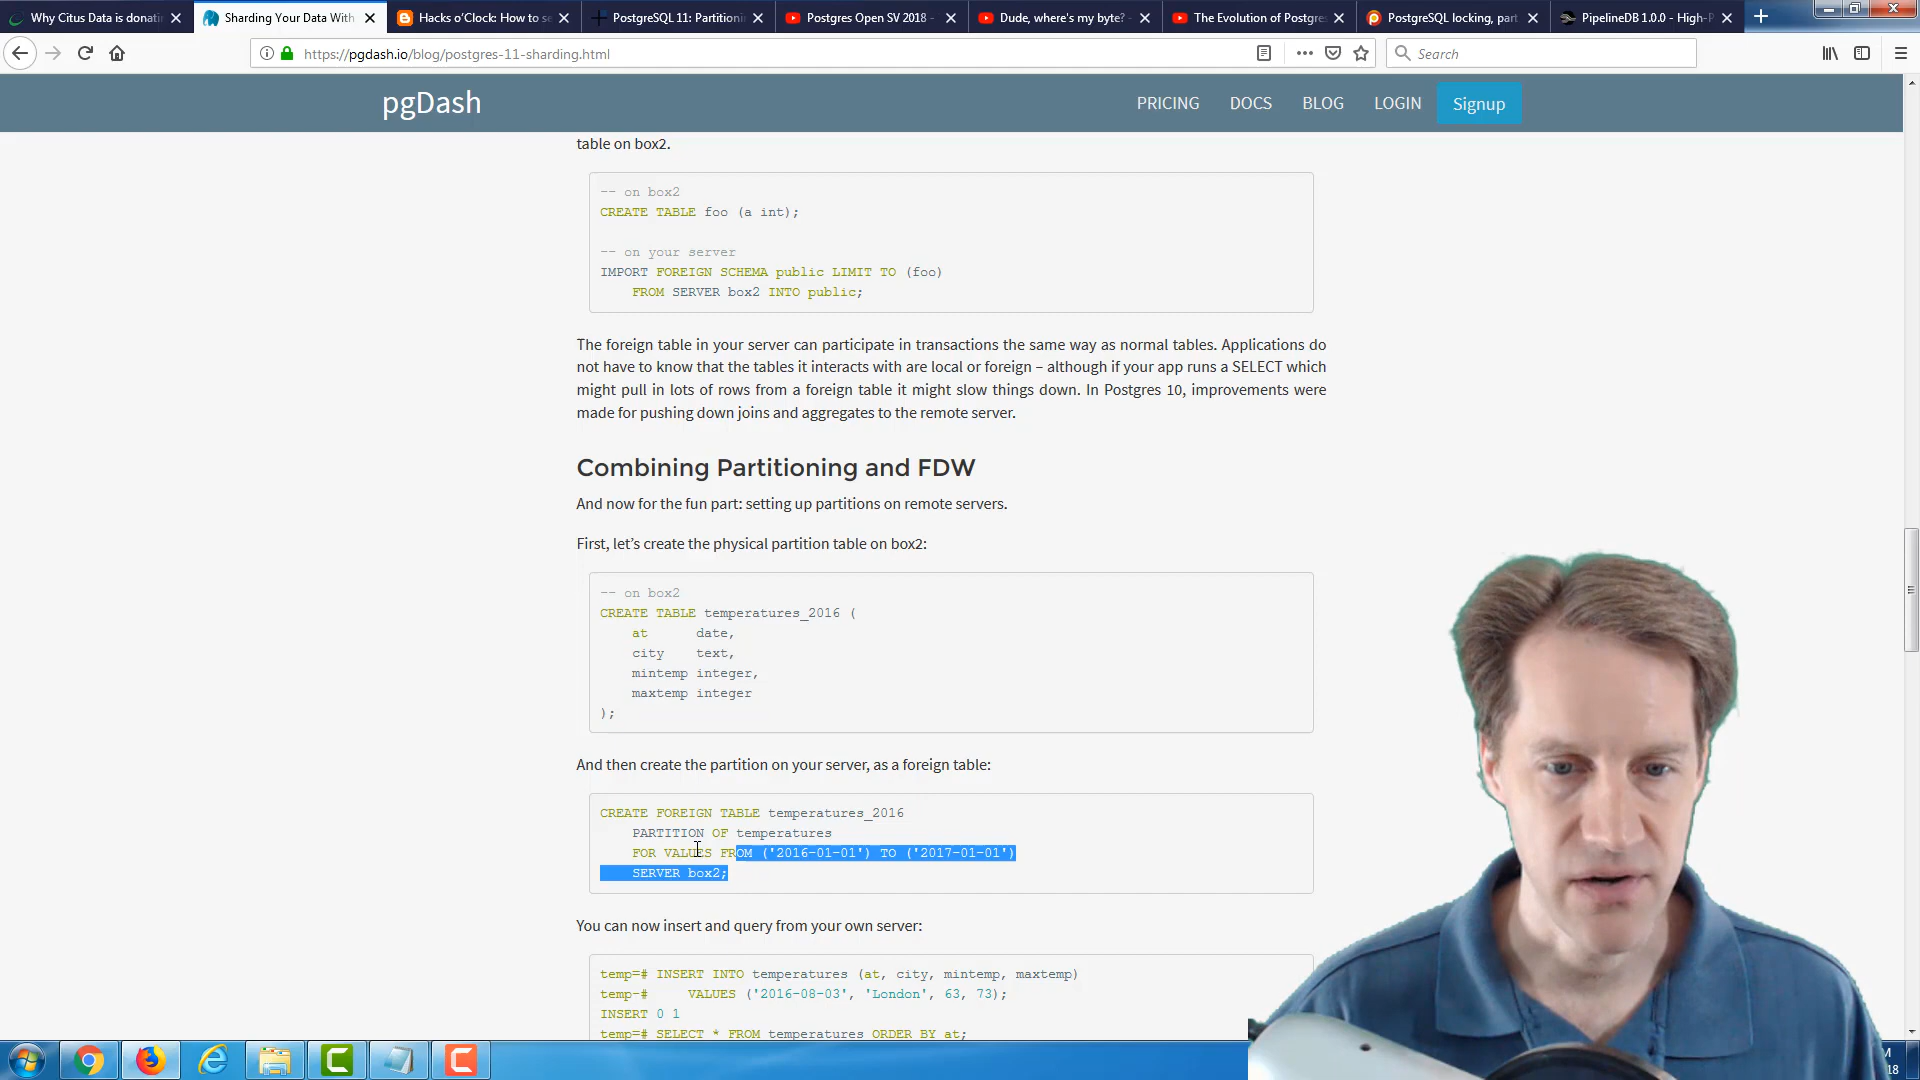 Why Citus Data is donati
Sharding Your Data With
Hacks o'Clock: How to se
PostgreSQL 11: Partitionin
Postgres Open SV 2018 -
Dude, where's my byte? -
The Evolution of Postgres
PostgreSQL locking, part
PipelineDB 1.0.0 - High-P
https://pgdash.io/blog/postgres-11-sharding.html
Search
pgDash
PRICING
DOCS
BLOG
LOGIN
Signup
table on box2.
-- on box2
CREATE TABLE foo (a int);
-- on your server
IMPORT FOREIGN SCHEMA public LIMIT TO (foo)
FROM SERVER box2 INTO public;
The foreign table in your server can participate in transactions the same way as normal tables. Applications do
not have to know that the tables it interacts with are local or foreign – although if your app runs a SELECT which
might pull in lots of rows from a foreign table it might slow things down. In Postgres 10, improvements were
made for pushing down joins and aggregates to the remote server.
Combining Partitioning and FDW
And now for the fun part: setting up partitions on remote servers.
First, let's create the physical partition table on box2:
-- on box2
CREATE TABLE temperatures_2016 (
at date,
city text,
mintemp integer,
maxtemp integer
);
And then create the partition on your server, as a foreign table:
CREATE FOREIGN TABLE temperatures_2016
PARTITION OF temperatures
FOR VALUES FROM ('2016-01-01') TO ('2017-01-01')
SERVER box2;
You can now insert and query from your own server:
temp=# INSERT INTO temperatures (at, city, mintemp, maxtemp)
temp-# VALUES ('2016-08-03', 'London', 63, 73);
INSERT 0 1
temp=# SELECT * FROM temperatures ORDER BY at;
M
18